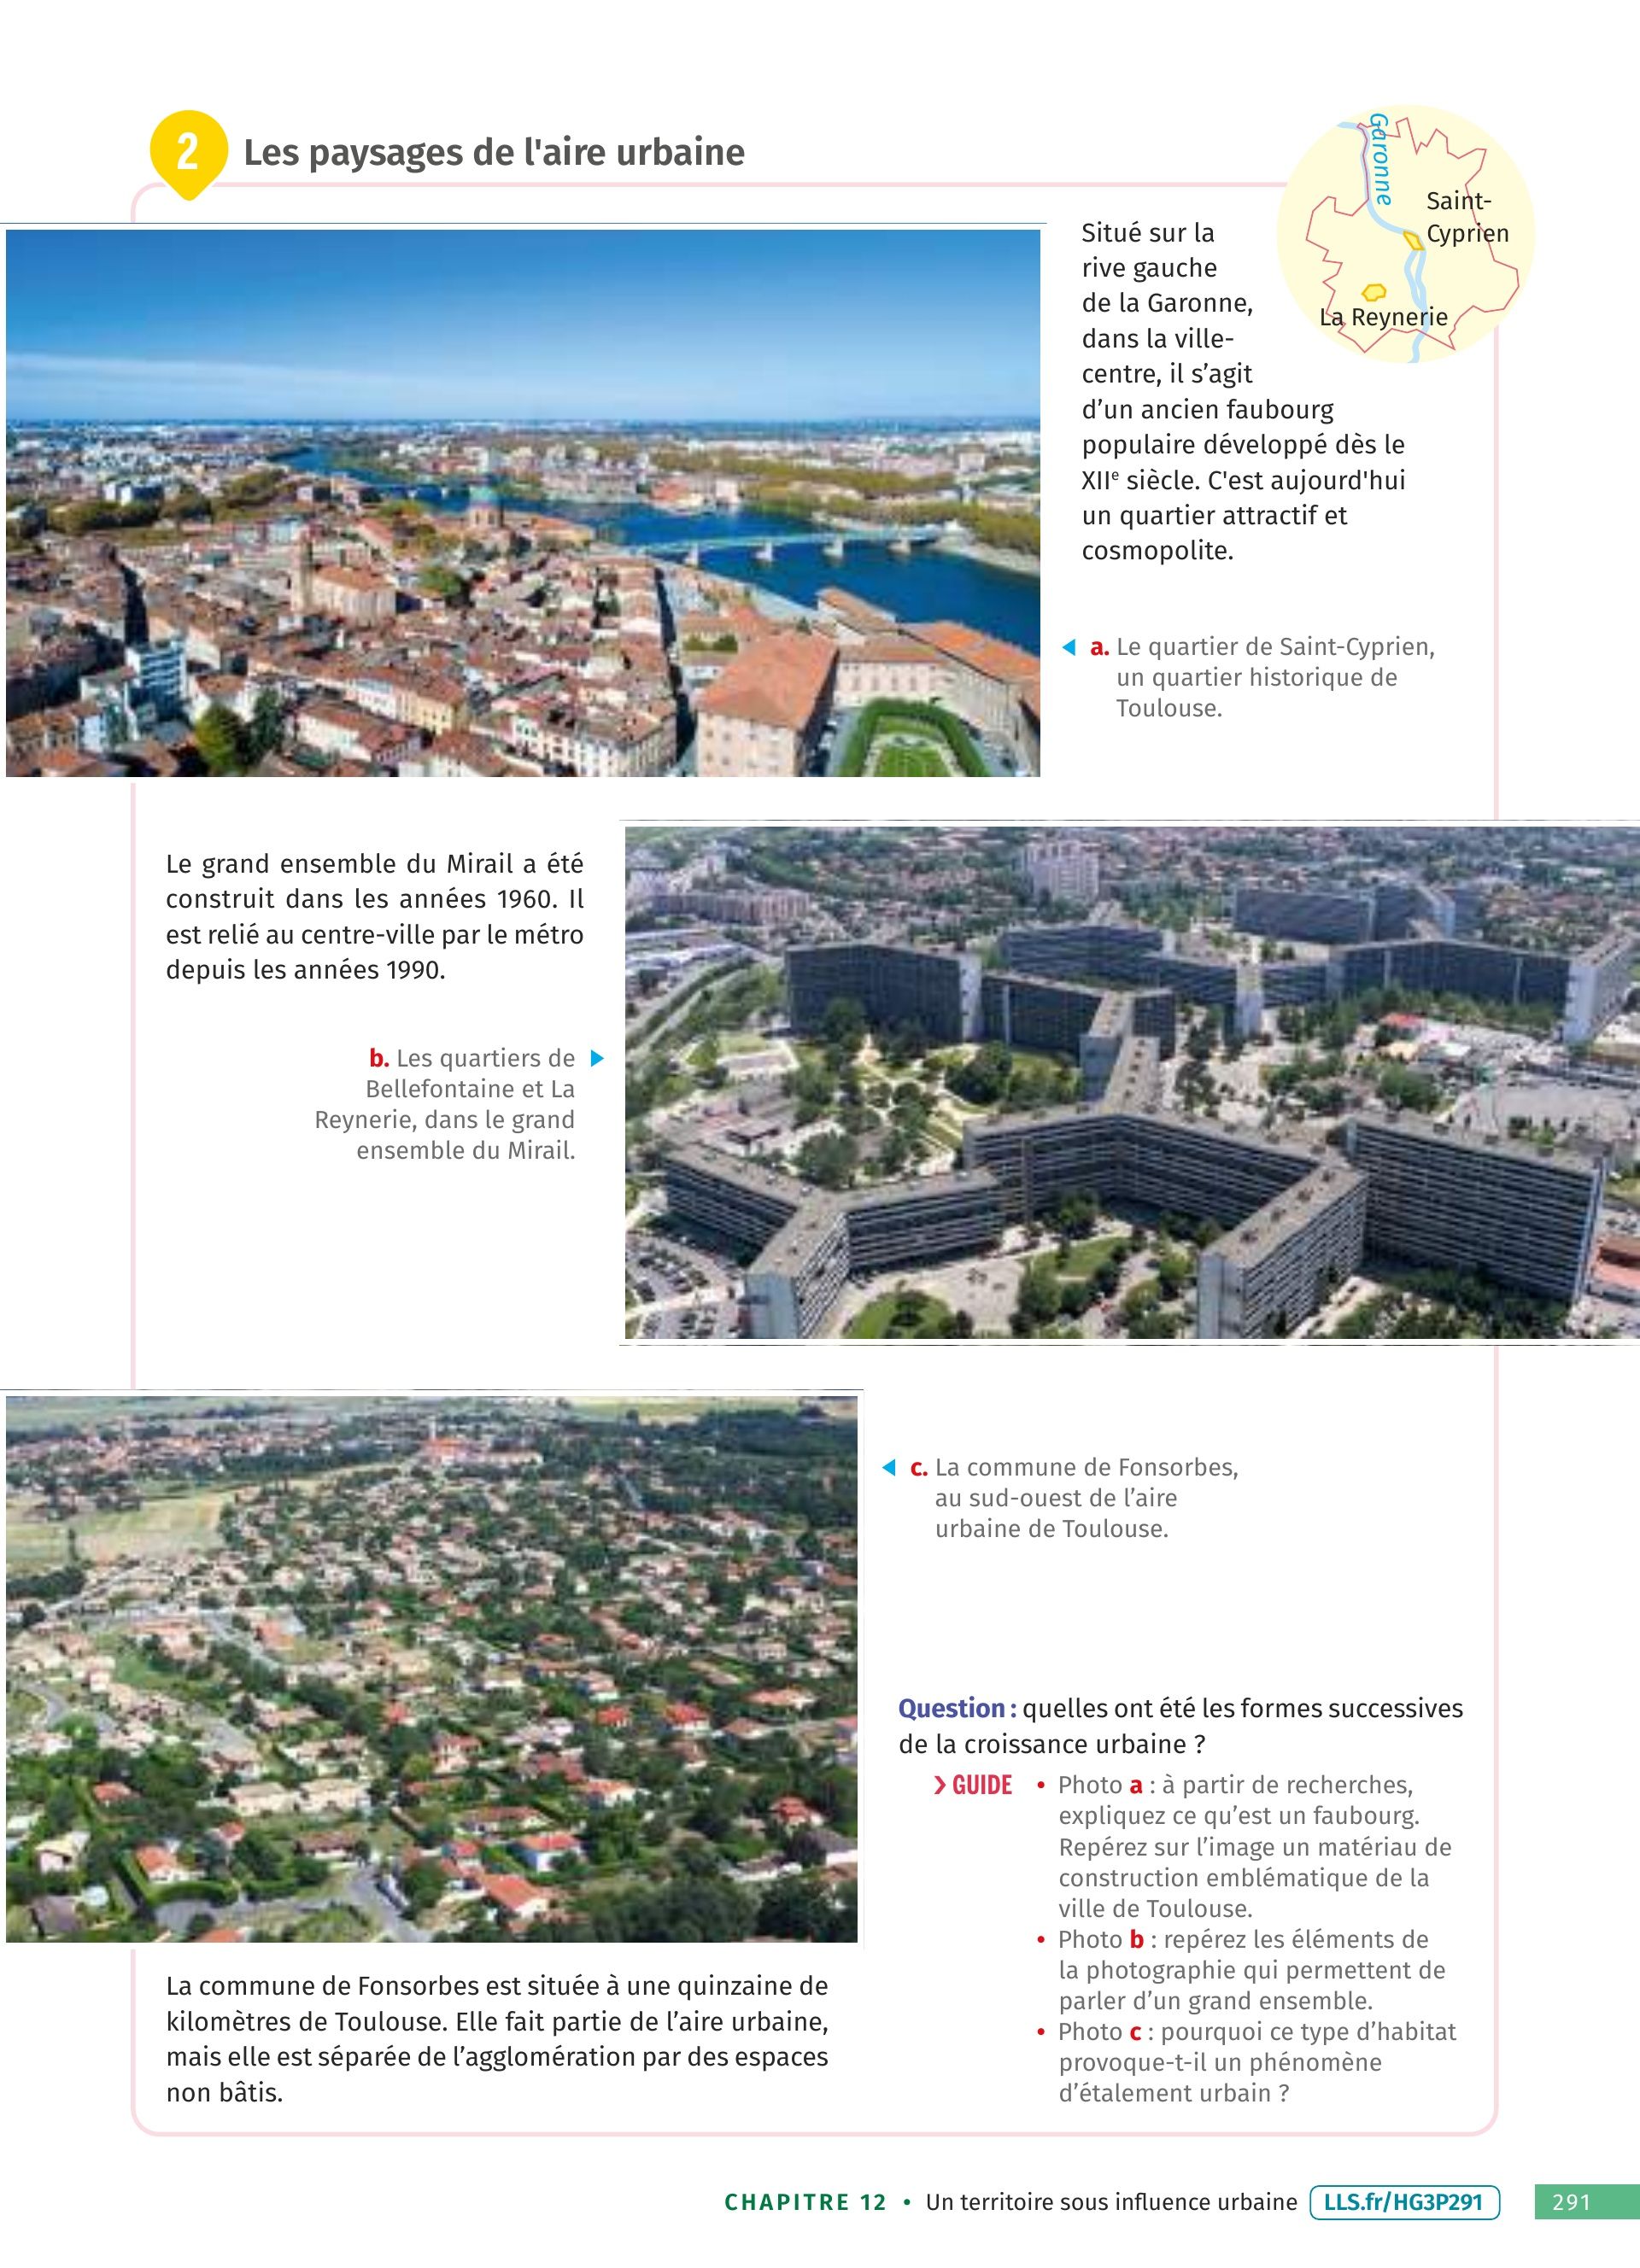 2
Les paysages de l'aire urbaine
Garonne
Saint-
Cyprien
La Reynerie
Situé sur la
rive gauche
de la Garonne,
dans la ville-
centre, il s’agit
d’un ancien faubourg
populaire développé dès le
XIIe siècle. C'est aujourd'hui
un quartier attractif et
cosmopolite.
a. Le quartier de Saint-Cyprien,
un quartier historique de
Toulouse.
Le grand ensemble du Mirail a été
construit dans les années 1960. Il
est relié au centre-ville par le métro
depuis les années 1990.
b. Les quartiers de
Bellefontaine et La
Reynerie, dans le grand
ensemble du Mirail.
c. La commune de Fonsorbes,
au sud-ouest de l’aire
urbaine de Toulouse.
La commune de Fonsorbes est située à une quinzaine de
kilomètres de Toulouse. Elle fait partie de l’aire urbaine,
mais elle est séparée de l’agglomération par des espaces
non bâtis.
Question : quelles ont été les formes successives
de la croissance urbaine ?
GUIDE • Photo a : à partir de recherches,
expliquez ce qu’est un faubourg.
Repérez sur l’image un matériau de
construction emblématique de la
ville de Toulouse.
• Photo b : repérez les éléments de
la photographie qui permettent de
parler d’un grand ensemble.
• Photo c : pourquoi ce type d’habitat
provoque-t-il un phénomène
d’étalement urbain ?
CHAPITRE 12 • Un territoire sous influence urbaine LLS.fr/HG3P291 291